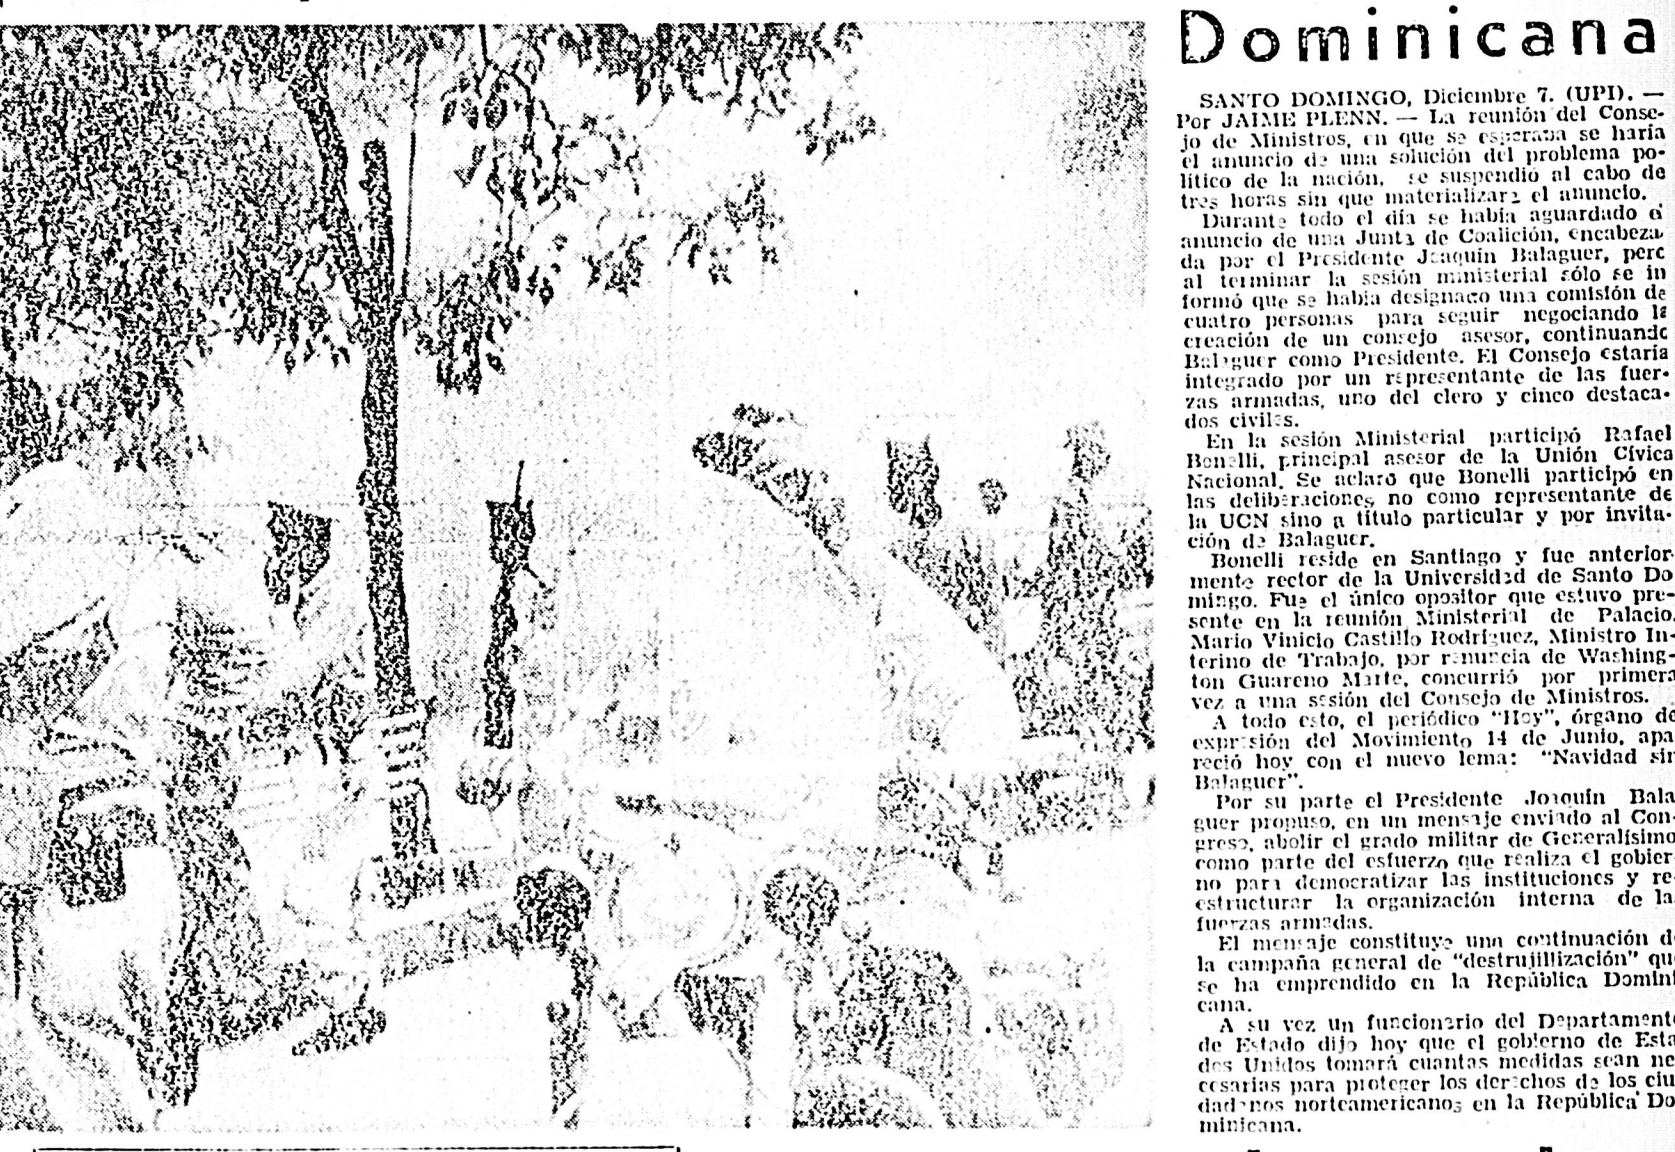 Dominicana
SANTO DOMINGO, Diciembre 7. (UPI). —
Por JAIME PLENN. — La reunión del Conse-
jo de Ministros, en que se esperaba se haría
el anuncio de una solución del problema po-
lítico de la nación, se suspendió al cabo de
tres horas sin que materializara el anuncio.
Durante todo el día se había aguardado e
anuncio de una Junta de Coalición, encabeza
da por el Presidente Joaquín Balaguer, pero
al terminar la sesión ministerial sólo se in
formó que se había designado una comisión de
cuatro personas para seguir negociando la
creación de un consejo asesor, continuando
Balaguer como Presidente. El Consejo estaría
integrado por un representante de las fuer-
zas armadas, uno del clero y cinco destaca-
dos civiles.
En la sesión Ministerial participó Rafael
Bonelli, principal asesor de la Unión Cívica
Nacional. Se aclaró que Bonelli participó en
las deliberaciones no como representante de
la UCN sino a título particular y por invita-
ción de Balaguer.
Bonelli reside en Santiago y fue anterior-
mente rector de la Universidad de Santo Do
mingo. Fue el único opositor que estuvo pre-
sente en la reunión Ministerial de Palacio.
Mario Vinicio Castillo Rodríguez, Ministro In-
terino de Trabajo, por renuncia de Washing-
ton Guareno Marte, concurrió por primera
vez a una sesión del Consejo de Ministros.
A todo esto, el periódico "Hoy", órgano de
expresión del Movimiento 14 de Junio, apa
reció hoy con el nuevo lema: "Navidad sin
Balaguer".
Por su parte el Presidente Joaquín Bala
guer propuso, en un mensaje enviado al Con-
greso, abolir el grado militar de Generalísimo
como parte del esfuerzo que realiza el gobier
no para democratizar las instituciones y re-
estructurar la organización interna de la
fuerzas armadas.
El mensaje constituye una continuación d
la campaña general de "destrujillización" que
se ha emprendido en la República Domini
cana.
A su vez un funcionario del Departamento
de Estado dijo hoy que el gobierno de Esta
dos Unidos tomará cuantas medidas sean ne
cesarias para proteger los derechos de los ciu
dadanos norteamericanos en la República Do
minicana.